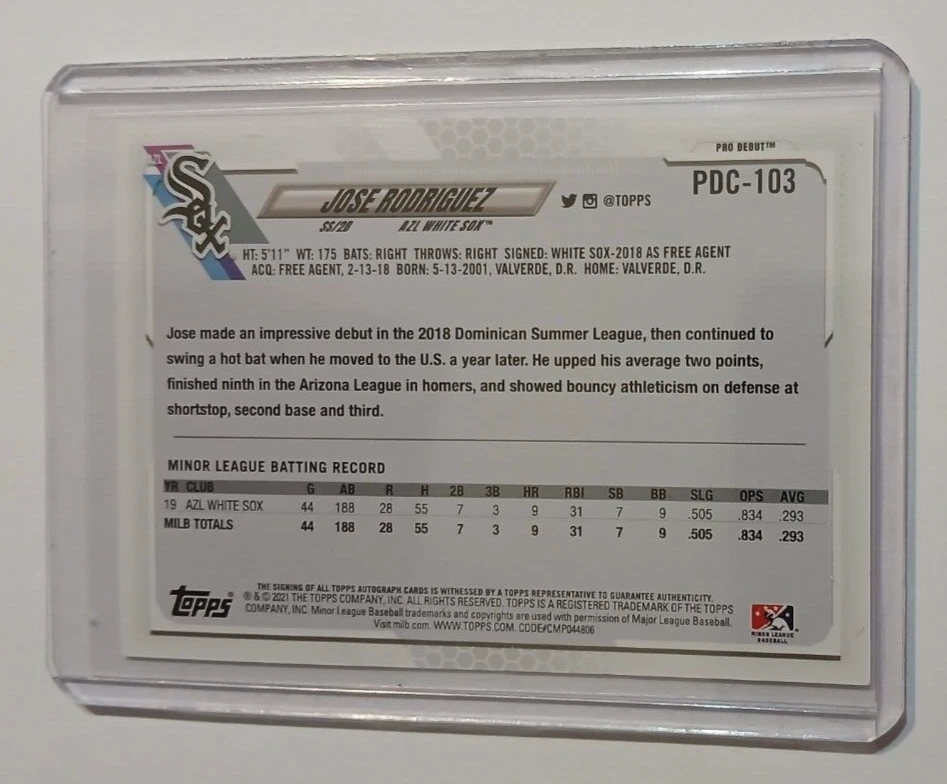 PRO DEBUT™
PDC-103
Sox
JOSE RODRIGUEZ
@TOPPS
SS/2B AZL WHITE SOX™
HT: 5'11" WT: 175 BATS: RIGHT THROWS: RIGHT SIGNED: WHITE SOX-2018 AS FREE AGENT
ACQ: FREE AGENT, 2-13-18 BORN: 5-13-2001, VALVERDE, D.R. HOME: VALVERDE, D.R.
Jose made an impressive debut in the 2018 Dominican Summer League, then continued to
swing a hot bat when he moved to the U.S. a year later. He upped his average two points,
finished ninth in the Arizona League in homers, and showed bouncy athleticism on defense at
shortstop, second base and third.
MINOR LEAGUE BATTING RECORD
YR CLUB G AB R H 2B 3B HR RBI SB BB SLG OPS AVG
19 AZL WHITE SOX 44 188 28 55 7 3 9 31 7 9 .505 .834 .293
MILB TOTALS 44 188 28 55 7 3 9 31 7 9 .505 .834 .293
THE SIGNING OF ALL TOPPS AUTOGRAPH CARDS IS WITNESSED BY A TOPPS REPRESENTATIVE TO GUARANTEE AUTHENTICITY.
® & © 2021 THE TOPPS COMPANY, INC. ALL RIGHTS RESERVED. TOPPS IS A REGISTERED TRADEMARK OF THE TOPPS
COMPANY, INC. Minor League Baseball trademarks and copyrights are used with permission of Major League Baseball.
Visit milb.com. WWW.TOPPS.COM. CODE#CMP044806
topps®
MINOR LEAGUE
BASEBALL